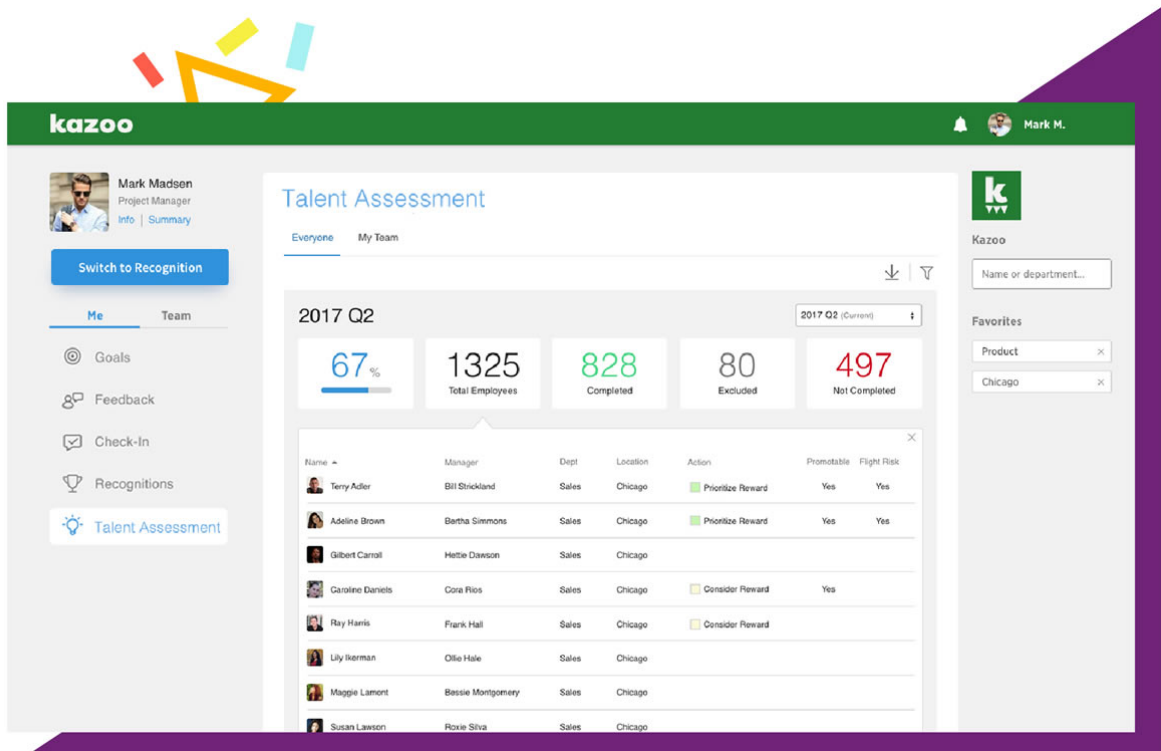 kazoo
Mark M.
Mark Madsen
Project Manager
Info | Summary
Switch to Recognition
Me Team
Goals
Feedback
Check-In
Recognitions
Talent Assessment
Talent Assessment
Everyone My Team
2017 Q2
2017 Q2 (Current)
67% 1325 828 80 497
Total Employees Completed Excluded Not Completed
Name Manager Dept Location Action Promotable Flight Risk
Terry Adler Bill Strickland Sales Chicago Prioritize Reward Yes Yes
Adeline Brown Bertha Simmons Sales Chicago Prioritize Reward Yes Yes
Gilbert Carroll Hettie Dawson Sales Chicago
Caroline Daniels Cora Rios Sales Chicago Consider Reward Yes
Ray Harris Frank Hall Sales Chicago Consider Reward
Lily Ikerman Ollie Hale Sales Chicago
Maggie Lamont Bessie Montgomery Sales Chicago
Susan Lawson Roxie Silva Sales Chicago
k
Kazoo
Name or department...
Favorites
Product
Chicago